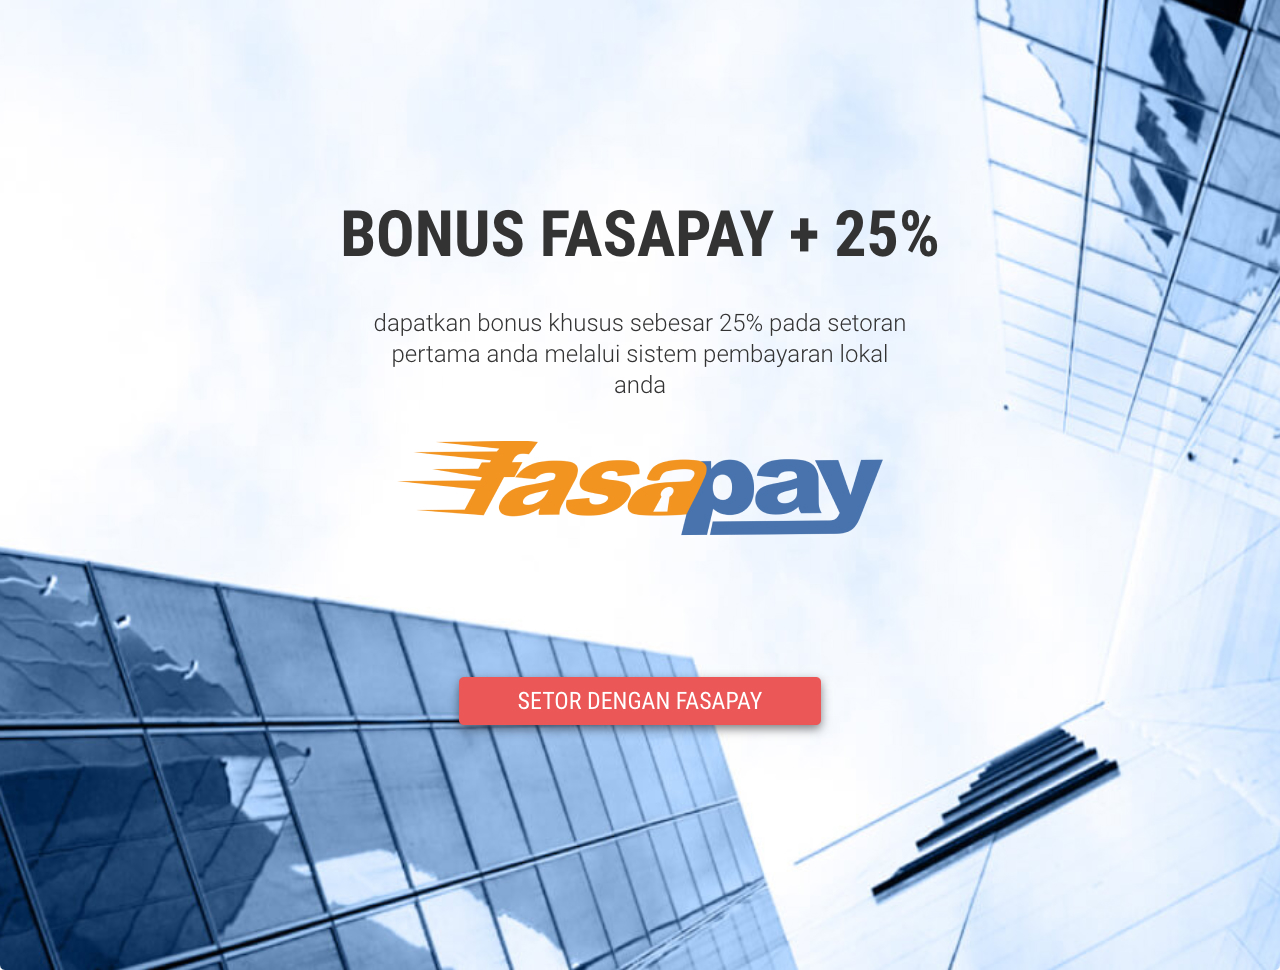 BONUS FASAPAY + 25%
dapatkan bonus khusus sebesar 25% pada setoran
pertama anda melalui sistem pembayaran lokal
anda
fasapay
SETOR DENGAN FASAPAY